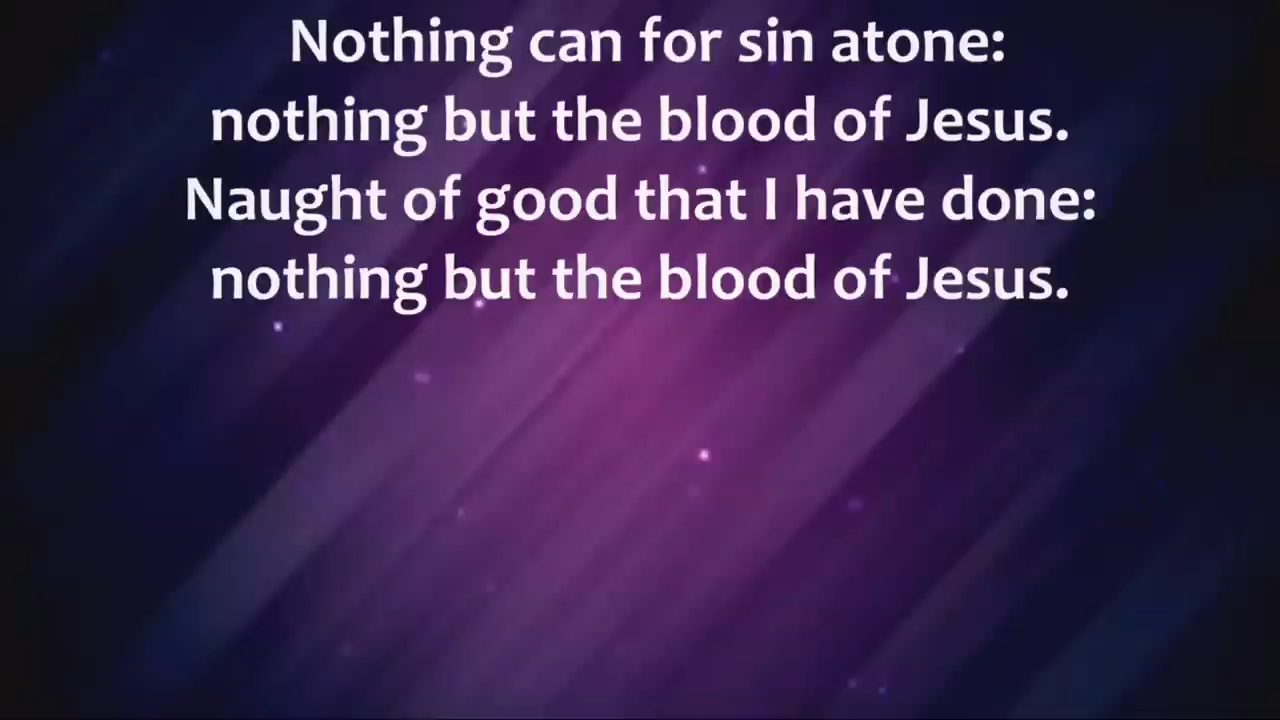 Nothing can for sin atone:
nothing but the blood of Jesus.
Naught of good that I have done:
nothing but the blood of Jesus.